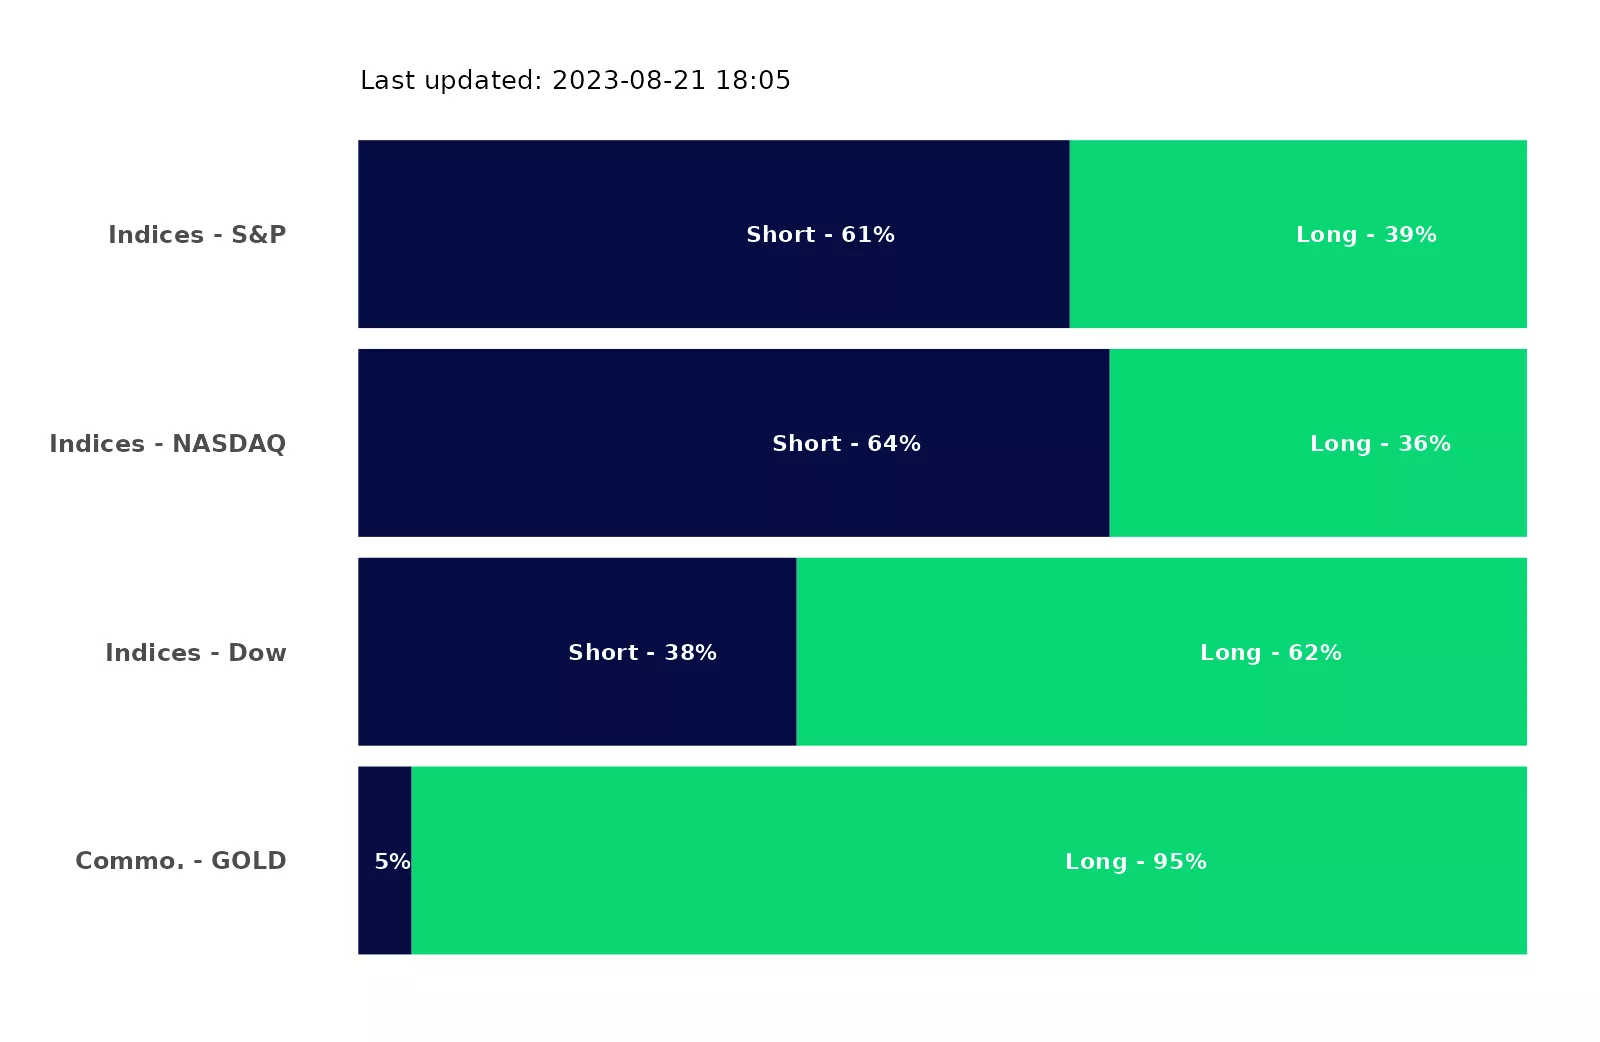 Last updated: 2023-08-21 18:05
Indices - S&P Short - 61% Long - 39%
Indices - NASDAQ Short - 64% Long - 36%
Indices - Dow Short - 38% Long - 62%
Commo. - GOLD 5% Long - 95%